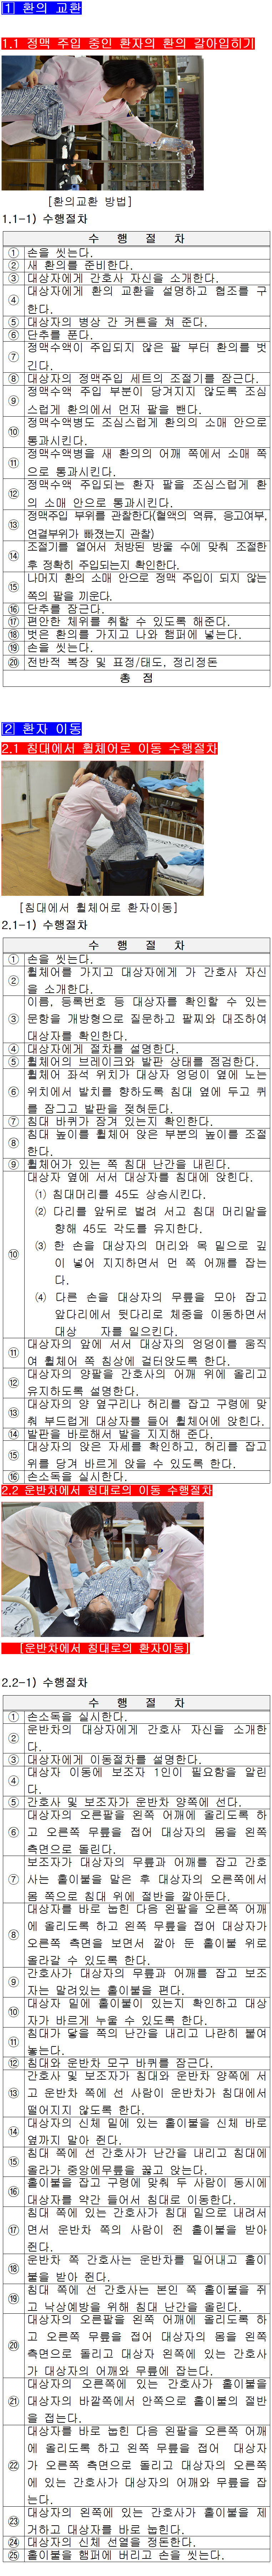 1 환의 교환
1.1 정맥 주입 중인 환자의 환의 갈아입히기
[환의교환 방법]
1.1-1) 수행절차
수 행 절 차
① 손을 씻는다.
② 새 환의를 준비한다.
③ 대상자에게 간호사 자신을 소개한다.
④ 대상자에게 환의 교환을 설명하고 협조를 구
한다.
⑤ 대상자의 병상 간 커튼을 쳐 준다.
⑥ 단추를 푼다.
⑦ 정맥수액이 주입되지 않은 팔 부터 환의를 벗
긴다.
⑧ 대상자의 정맥주입 세트의 조절기를 잠근다.
⑨ 정맥수액 주입 부분이 당겨지지 않도록 조심
스럽게 환의에서 먼저 팔을 뺀다.
⑩ 정맥수액병도 조심스럽게 환의의 소매 안으로
통과시킨다.
⑪ 정맥수액병을 새 환의의 어깨 쪽에서 소매 쪽
으로 통과시킨다.
⑫ 정맥수액 주입되는 환자 팔을 조심스럽게 환
의 소매 안으로 통과시킨다.
⑬ 정맥주입 부위를 관찰한다(혈액의 역류, 응고여부,
연결부위가 빠졌는지 관찰)
⑭ 조절기를 열어서 처방된 방울 수에 맞춰 조절한
후 정확히 주입되는지 확인한다.
⑮ 나머지 환의 소매 안으로 정맥 주입이 되지 않는
쪽의 팔을 끼운다.
⑯ 단추를 잠근다.
⑰ 편안한 체위를 취할 수 있도록 해준다.
⑱ 벗은 환의를 가지고 나와 햄퍼에 넣는다.
⑲ 손을 씻는다.
⑳ 전반적 복장 및 표정/태도, 정리정돈
총 점
2 환자 이동
2.1 침대에서 휠체어로 이동 수행절차
[침대에서 휠체어로 환자이동]
2.1-1) 수행절차
수 행 절 차
① 손을 씻는다.
② 휠체어를 가지고 대상자에게 가 간호사 자신
을 소개한다.
③ 이름, 등록번호 등 대상자를 확인할 수 있는
문항을 개방형으로 질문하고 팔찌와 대조하여
대상자를 확인한다.
④ 대상자에게 절차를 설명한다.
⑤ 휠체어의 브레이크와 발판 상태를 점검한다.
⑥ 휠체어 좌석 위치가 대상자 엉덩이 옆에 노는
위치에서 발치를 향하도록 침대 옆에 두고 퀴
를 잠그고 발판을 젖혀둔다.
⑦ 침대 바퀴가 잠겨 있는지 확인한다.
⑧ 침대 높이를 휠체어 앉은 부분의 높이를 조절
한다.
⑨ 휠체어가 있는 쪽 침대 난간을 내린다.
⑩ 대상자 옆에 서서 대상자를 침대에 앉힌다.
⑴ 침대머리를 45도 상승시킨다.
⑵ 다리를 앞뒤로 벌려 서고 침대 머리맡을
향해 45도 각도를 유지한다.
⑶ 한 손을 대상자의 머리와 목 밑으로 깊
이 넣어 지지하면서 먼 쪽 어깨를 잡는
다.
⑷ 다른 손을 대상자의 무릎을 모아 잡고
앞다리에서 뒷다리로 체중을 이동하면서
대상 자를 일으킨다.
⑪ 대상자의 앞에 서서 대상자의 엉덩이를 움직
여 휠체어 쪽 침상에 걸터앉도록 한다.
⑫ 대상자의 양팔을 간호사의 어깨 위에 올리고
유지하도록 설명한다.
⑬ 대상자의 양 옆구리나 허리를 잡고 구령에 맞
춰 부드럽게 대상자를 들어 휠체어에 앉힌다.
⑭ 발판을 바로해서 발을 지지해 준다.
⑮ 대상자의 앉은 자세를 확인하고, 허리를 잡고
위를 당겨 바르게 앉을 수 있도록 한다.
⑯ 손소독을 실시한다.
2.2 운반차에서 침대로의 이동 수행절차
[운반차에서 침대로의 환자이동]
2.2-1) 수행절차
수 행 절 차
① 손소독을 실시한다.
② 운반차의 대상자에게 간호사 자신을 소개한
다.
③ 대상자에게 이동절차를 설명한다.
④ 대상자 이동에 보조자 1인이 필요함을 알린
다.
⑤ 간호사 및 보조자가 운반차 양쪽에 선다.
⑥ 대상자의 오른팔을 왼쪽 어깨에 올리도록 하
고 오른쪽 무릎을 접어 대상자의 몸을 왼쪽
측면으로 돌린다.
⑦ 보조자가 대상자의 무릎과 어깨를 잡고 간호
사는 홑이불을 말은 후 대상자의 오른쪽에서
몸 쪽으로 침대 위에 절반을 깔아둔다.
⑧ 대상자를 바로 눕힌 다음 왼팔을 오른쪽 어깨
에 올리도록 하고 왼쪽 무릎을 접어 대상자가
오른쪽 측면을 보면서 깔아 둔 홑이불 위로
올라갈 수 있도록 한다.
⑨ 간호사가 대상자의 무릎과 어깨를 잡고 보조
자는 말려있는 홑이불을 편다.
⑩ 대상자 밑에 홑이불이 있는지 확인하고 대상
자가 바르게 누울 수 있도록 한다.
⑪ 침대가 닿을 쪽의 난간을 내리고 나란히 붙여
놓는다.
⑫ 침대와 운반차 모구 바퀴를 잠근다.
⑬ 간호사 및 보조자가 침대와 운반차 양쪽에 서
고 운반차 쪽에 선 사람이 운반차가 침대에서
떨어지지 않도록 한다.
⑭ 대상자의 신체 밑에 있는 홑이불을 신체 바로
옆까지 말아 쥔다.
⑮ 침대 쪽에 선 간호사가 난간을 내리고 침대에
올라가 중앙에무릎을 꿇고 앉는다.
⑯ 홑이불을 잡고 구령에 맞춰 두 사람이 동시에
대상자를 약간 들어서 침대로 이동한다.
⑰ 침대 쪽에 있는 간호사가 침대 밑으로 내려서
면서 운반차 쪽의 사람이 쥔 홑이불을 받아
쥔다.
⑱ 운반차 쪽 간호사는 운반차를 밀어내고 홑이
불을 받아 쥔다.
⑲ 침대 쪽에 선 간호사는 본인 쪽 홑이불을 쥐
고 낙상예방을 위해 침대 난간을 올린다.
⑳ 대상자의 오른팔을 왼쪽 어깨에 올리도록 하
고 오른쪽 무릎을 접어 대상자의 몸을 왼쪽
측면으로 돌리고 대상자 왼쪽에 있는 간호사
가 대상자의 어깨와 무릎에 잡는다.
㉑ 대상자의 오른쪽에 있는 간호사가 홑이불을
대상자의 바깥쪽에서 안쪽으로 홑이불의 절반
을 접는다.
㉒ 대상자를 바로 눕힌 다음 왼팔을 오른쪽 어깨
에 올리도록 하고 왼쪽 무릎을 접어 대상자
가 오른쪽 측면으로 돌리고 대상자의 오른쪽
에 있는 간호사가 대상자의 어깨와 무릎을 잡
는다.
㉓ 대상자의 왼쪽에 있는 간호사가 홑이불을 제
거하고 대상자를 바로 눕힌다.
㉔ 대상자의 신체 선열을 정돈한다.
㉕ 홑이불을 햄퍼에 버리고 손을 씻는다.